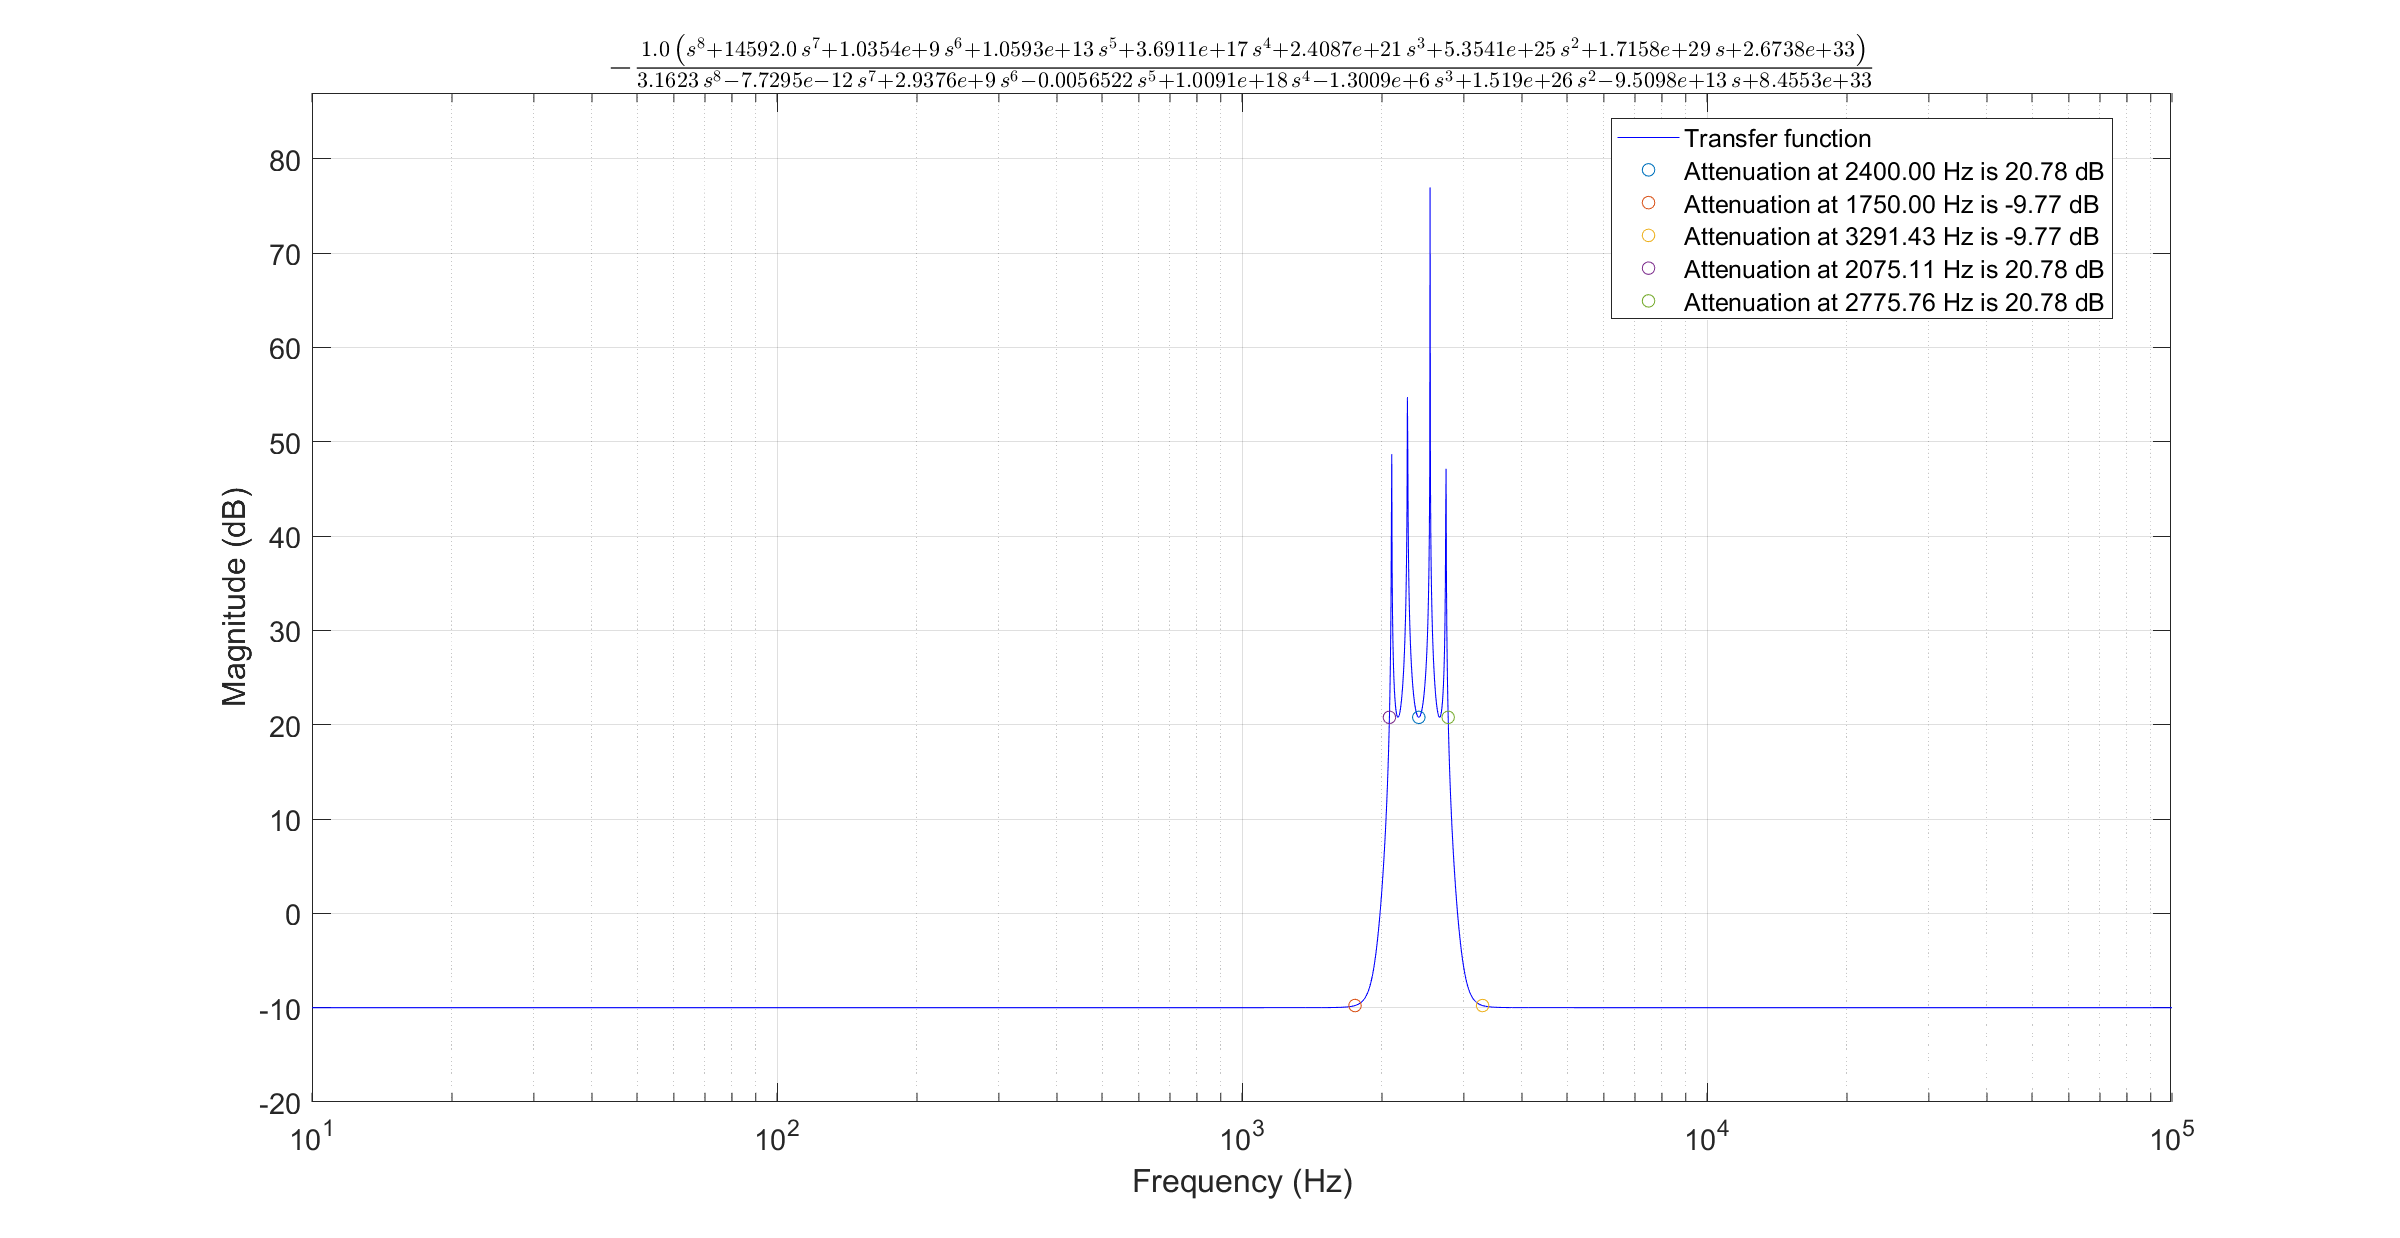 1.0 (s^8+14592.0 s^7+1.0354e+9 s^6+1.0593e+13 s^5+3.6911e+17 s^4+2.4087e+21 s^3+5.3541e+25 s^2+1.7158e+29 s+2.6738e+33)
−
3.1623 s^8−7.7295e−12 s^7+2.9376e+9 s^6−0.0056522 s^5+1.0091e+18 s^4−1.3009e+6 s^3+1.519e+26 s^2−9.5098e+13 s+8.4553e+33
Transfer function
Attenuation at 2400.00 Hz is 20.78 dB
Attenuation at 1750.00 Hz is -9.77 dB
Attenuation at 3291.43 Hz is -9.77 dB
Attenuation at 2075.11 Hz is 20.78 dB
Attenuation at 2775.76 Hz is 20.78 dB
80
70
60
50
40
30
20
10
0
-10
-20
Magnitude (dB)
10^1
10^2
10^3
10^4
10^5
Frequency (Hz)